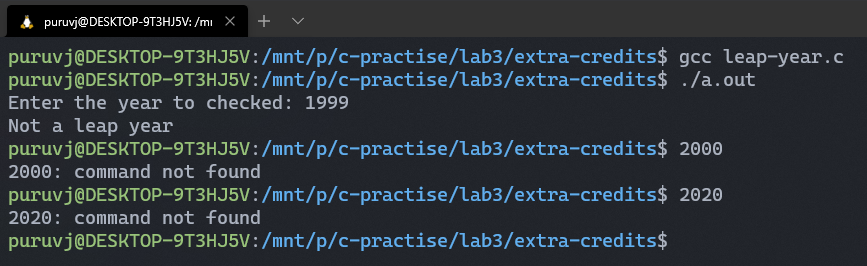 puruvj@DESKTOP-9T3HJ5V: /m
puruvj@DESKTOP-9T3HJ5V:/mnt/p/c-practise/lab3/extra-credits$ gcc leap-year.c
puruvj@DESKTOP-9T3HJ5V:/mnt/p/c-practise/lab3/extra-credits$ ./a.out
Enter the year to checked: 1999
Not a leap year
puruvj@DESKTOP-9T3HJ5V:/mnt/p/c-practise/lab3/extra-credits$ 2000
2000: command not found
puruvj@DESKTOP-9T3HJ5V:/mnt/p/c-practise/lab3/extra-credits$ 2020
2020: command not found
puruvj@DESKTOP-9T3HJ5V:/mnt/p/c-practise/lab3/extra-credits$